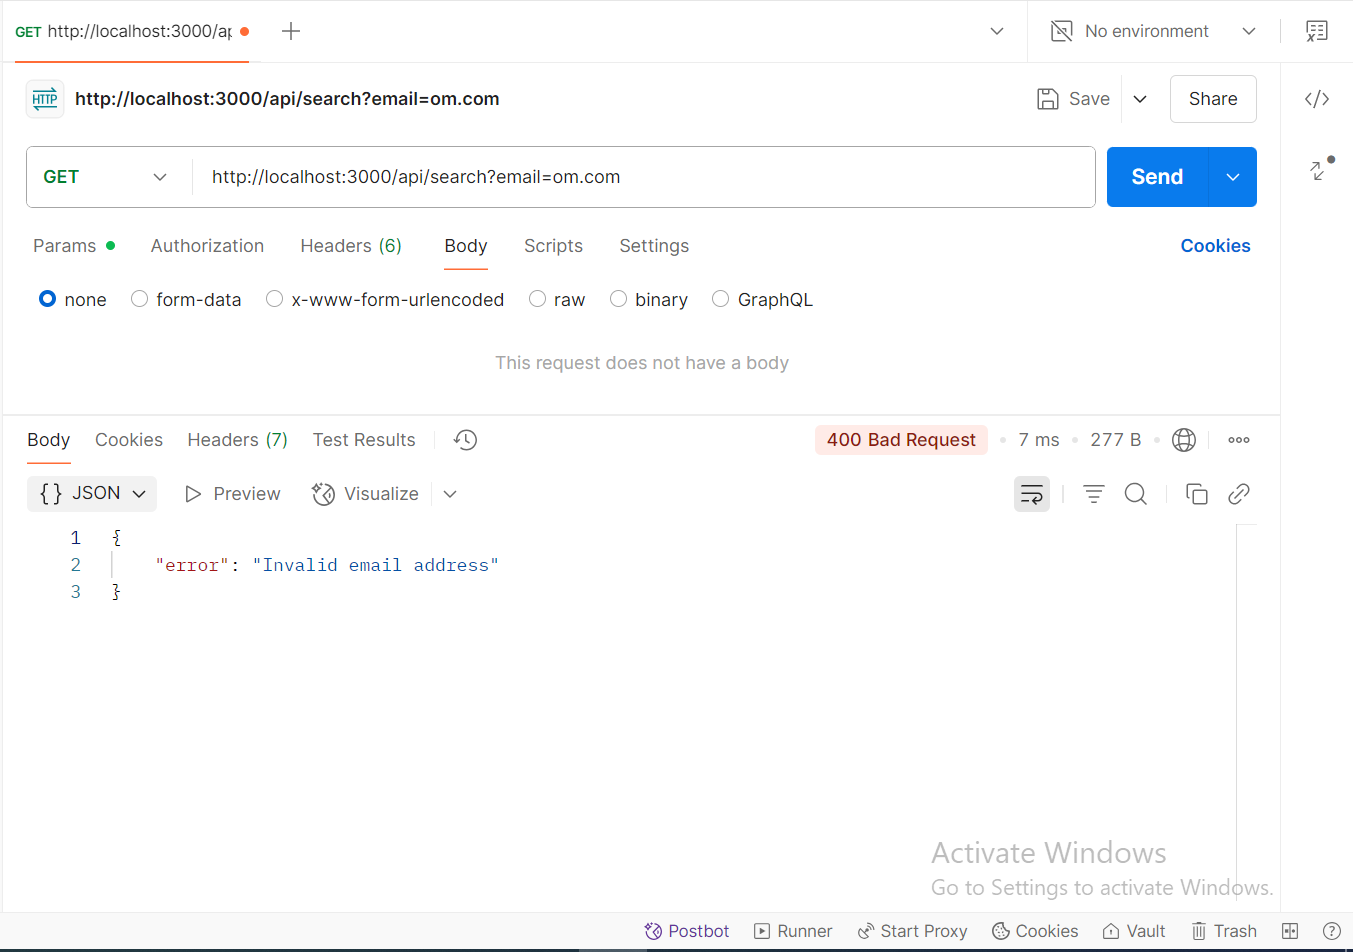 GET http://localhost:3000/ap
No environment
HTTP http://localhost:3000/api/search?email=om.com
Save
Share
GET http://localhost:3000/api/search?email=om.com
Send
Params Authorization Headers (6) Body Scripts Settings Cookies
none form-data x-www-form-urlencoded raw binary GraphQL
This request does not have a body
Body Cookies Headers (7) Test Results 400 Bad Request 7 ms 277 B
{} JSON Preview Visualize
1 {
2 "error": "Invalid email address"
3 }
Activate Windows
Go to Settings to activate Windows.
Postbot Runner Start Proxy Cookies Vault Trash